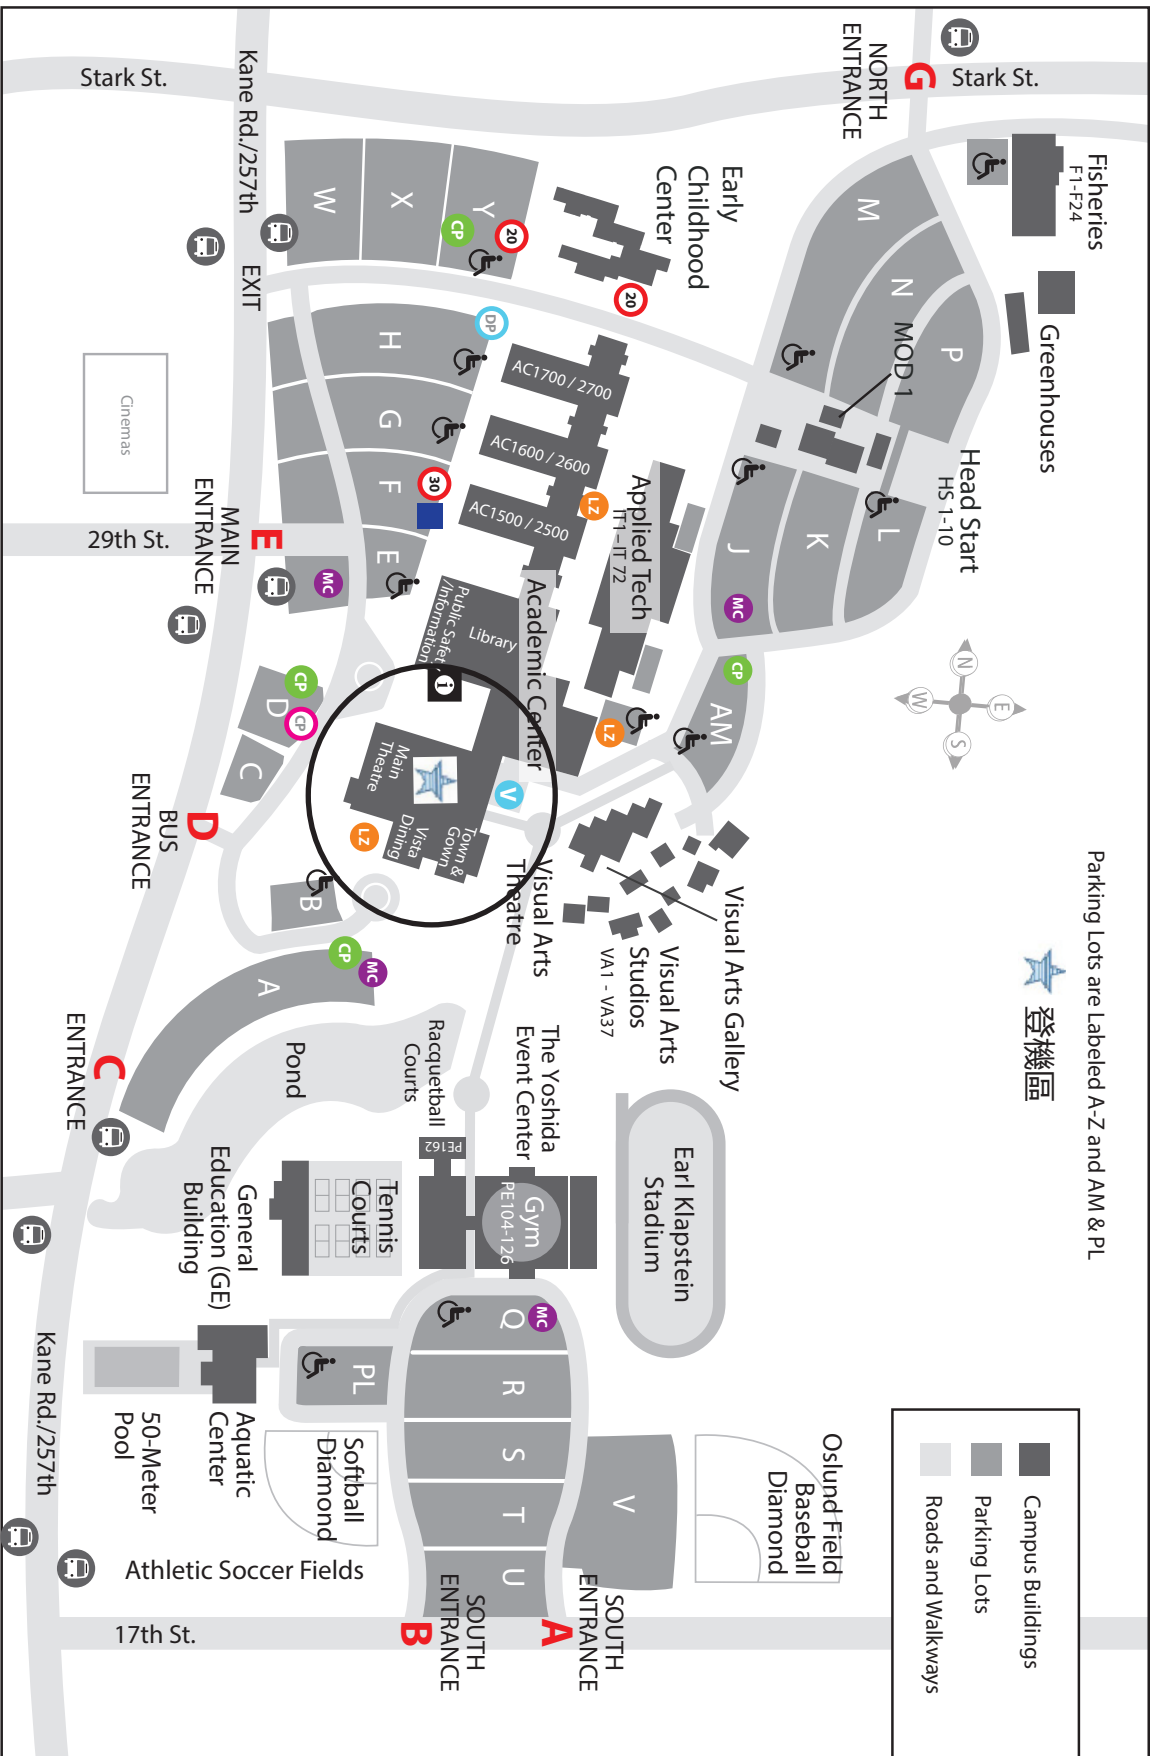 Stark St.
Stark St.
G
NORTH
ENTRANCE
Kane Rd./257th
EXIT
W
X
Y
CP
20
Early
Childhood
Center
20
Fisheries
F1-F24
Greenhouses
M
N
P
MOD 1
Head Start
HS 1-10
L
K
J
MC
H
G
F
E
DP
30
AC1700 / 2700
AC1600 / 2600
AC1500 / 2500
LZ
Applied Tech
IT1–IT 72
Cinemas
29th St.
E
MAIN
ENTRANCE
MC
Public Safety
/Information
i
Library
Academic Center
LZ
CP
AM
N
E
S
W
CP
D
CP
C
D
BUS
ENTRANCE
Main
Theatre
V
LZ
Vista
Dining
Town &
Gown
Visual Arts
Theatre
Visual Arts Gallery
Visual Arts
Studios
VA1 - VA37
B
CP
MC
A
C
ENTRANCE
Pond
Racquetball
Courts
PE162
The Yoshida
Event Center
Gym
PE104-126
Earl Klapstein
Stadium
General
Education (GE)
Building
Tennis
Courts
Q
MC
R
S
T
U
V
PL
Aquatic
Center
50-Meter
Pool
Softball
Diamond
Oslund Field
Baseball
Diamond
Athletic Soccer Fields
Kane Rd./257th
17th St.
SOUTH
ENTRANCE
B
SOUTH
ENTRANCE
A
Parking Lots are Labeled A-Z and AM & PL
登機區
Campus Buildings
Parking Lots
Roads and Walkways